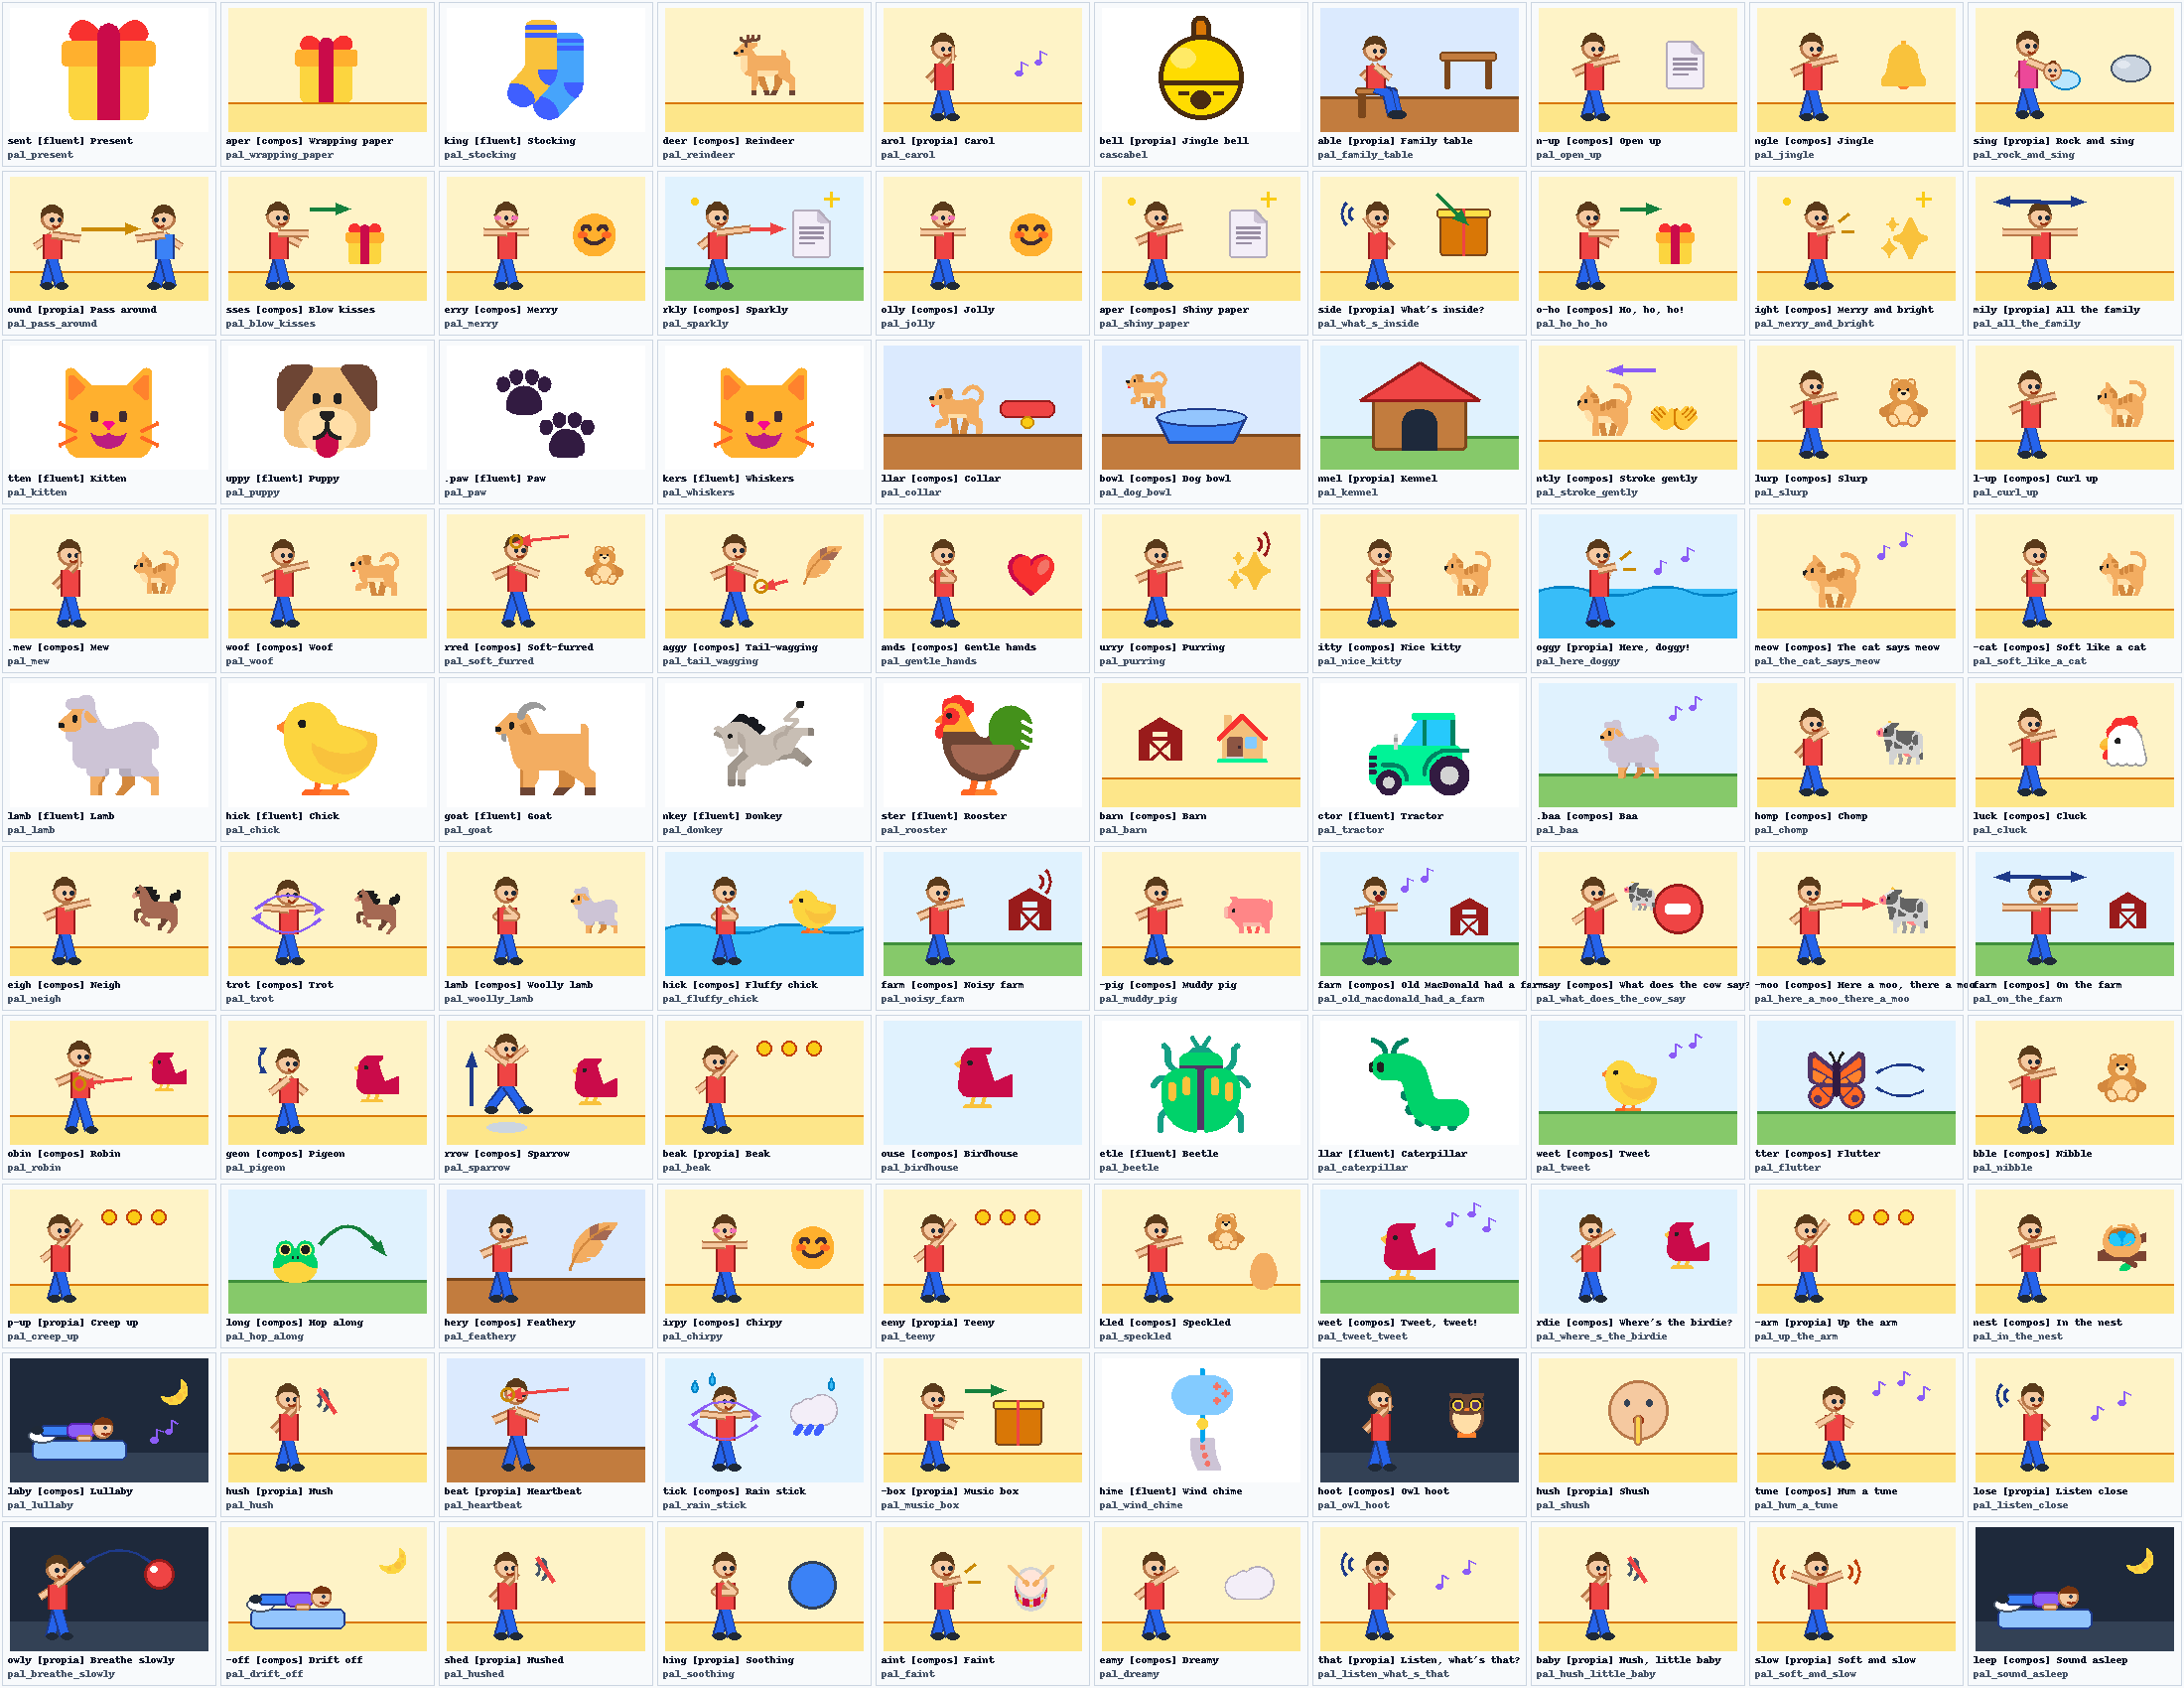 sent [fluent] Present
pal_present
aper [compos] Wrapping paper
pal_wrapping_paper
king [fluent] Stocking
pal_stocking
deer [compos] Reindeer
pal_reindeer
arol [propia] Carol
pal_carol
bell [propia] Jingle bell
cascabel
able [propia] Family table
pal_family_table
n-up [compos] Open up
pal_open_up
ngle [compos] Jingle
pal_jingle
sing [propia] Rock and sing
pal_rock_and_sing
ound [propia] Pass around
pal_pass_around
sses [compos] Blow kisses
pal_blow_kisses
erry [compos] Merry
pal_merry
rkly [compos] Sparkly
pal_sparkly
olly [compos] Jolly
pal_jolly
aper [compos] Shiny paper
pal_shiny_paper
side [propia] What's inside?
pal_what_s_inside
o-ho [compos] Ho, ho, ho!
pal_ho_ho_ho
ight [compos] Merry and bright
pal_merry_and_bright
mily [propia] All the family
pal_all_the_family
tten [fluent] Kitten
pal_kitten
uppy [fluent] Puppy
pal_puppy
.paw [fluent] Paw
pal_paw
kers [fluent] Whiskers
pal_whiskers
llar [compos] Collar
pal_collar
bowl [compos] Dog bowl
pal_dog_bowl
nnel [propia] Kennel
pal_kennel
ntly [compos] Stroke gently
pal_stroke_gently
lurp [compos] Slurp
pal_slurp
l-up [compos] Curl up
pal_curl_up
.mew [compos] Mew
pal_mew
woof [compos] Woof
pal_woof
rred [compos] Soft-furred
pal_soft_furred
aggy [compos] Tail-wagging
pal_tail_wagging
ands [compos] Gentle hands
pal_gentle_hands
urry [compos] Purring
pal_purring
itty [compos] Nice kitty
pal_nice_kitty
oggy [propia] Here, doggy!
pal_here_doggy
meow [compos] The cat says meow
pal_the_cat_says_meow
-cat [compos] Soft like a cat
pal_soft_like_a_cat
lamb [fluent] Lamb
pal_lamb
hick [fluent] Chick
pal_chick
goat [fluent] Goat
pal_goat
nkey [fluent] Donkey
pal_donkey
ster [fluent] Rooster
pal_rooster
barn [compos] Barn
pal_barn
ctor [fluent] Tractor
pal_tractor
.baa [compos] Baa
pal_baa
homp [compos] Chomp
pal_chomp
luck [compos] Cluck
pal_cluck
eigh [compos] Neigh
pal_neigh
trot [compos] Trot
pal_trot
lamb [compos] Woolly lamb
pal_woolly_lamb
hick [compos] Fluffy chick
pal_fluffy_chick
farm [compos] Noisy farm
pal_noisy_farm
-pig [compos] Muddy pig
pal_muddy_pig
farm [compos] Old MacDonald had a farm
pal_old_macdonald_had_a_farm
say [compos] What does the cow say?
pal_what_does_the_cow_say
-moo [compos] Here a moo, there a moo
pal_here_a_moo_there_a_moo
farm [compos] On the farm
pal_on_the_farm
obin [compos] Robin
pal_robin
geon [compos] Pigeon
pal_pigeon
rrow [compos] Sparrow
pal_sparrow
beak [propia] Beak
pal_beak
ouse [compos] Birdhouse
pal_birdhouse
etle [fluent] Beetle
pal_beetle
llar [fluent] Caterpillar
pal_caterpillar
weet [compos] Tweet
pal_tweet
tter [compos] Flutter
pal_flutter
bble [compos] Nibble
pal_nibble
p-up [propia] Creep up
pal_creep_up
long [compos] Hop along
pal_hop_along
hery [compos] Feathery
pal_feathery
irpy [compos] Chirpy
pal_chirpy
eeny [propia] Teeny
pal_teeny
kled [compos] Speckled
pal_speckled
weet [compos] Tweet, tweet!
pal_tweet_tweet
rdie [compos] Where's the birdie?
pal_where_s_the_birdie
-arm [propia] Up the arm
pal_up_the_arm
nest [compos] In the nest
pal_in_the_nest
laby [compos] Lullaby
pal_lullaby
hush [propia] Hush
pal_hush
beat [propia] Heartbeat
pal_heartbeat
tick [compos] Rain stick
pal_rain_stick
-box [propia] Music box
pal_music_box
hime [fluent] Wind chime
pal_wind_chime
hoot [compos] Owl hoot
pal_owl_hoot
hush [propia] Shush
pal_shush
tune [compos] Hum a tune
pal_hum_a_tune
lose [propia] Listen close
pal_listen_close
owly [propia] Breathe slowly
pal_breathe_slowly
-off [compos] Drift off
pal_drift_off
shed [propia] Hushed
pal_hushed
hing [propia] Soothing
pal_soothing
aint [compos] Faint
pal_faint
eamy [compos] Dreamy
pal_dreamy
that [propia] Listen, what's that?
pal_listen_what_s_that
baby [propia] Hush, little baby
pal_hush_little_baby
slow [propia] Soft and slow
pal_soft_and_slow
leep [compos] Sound asleep
pal_sound_asleep